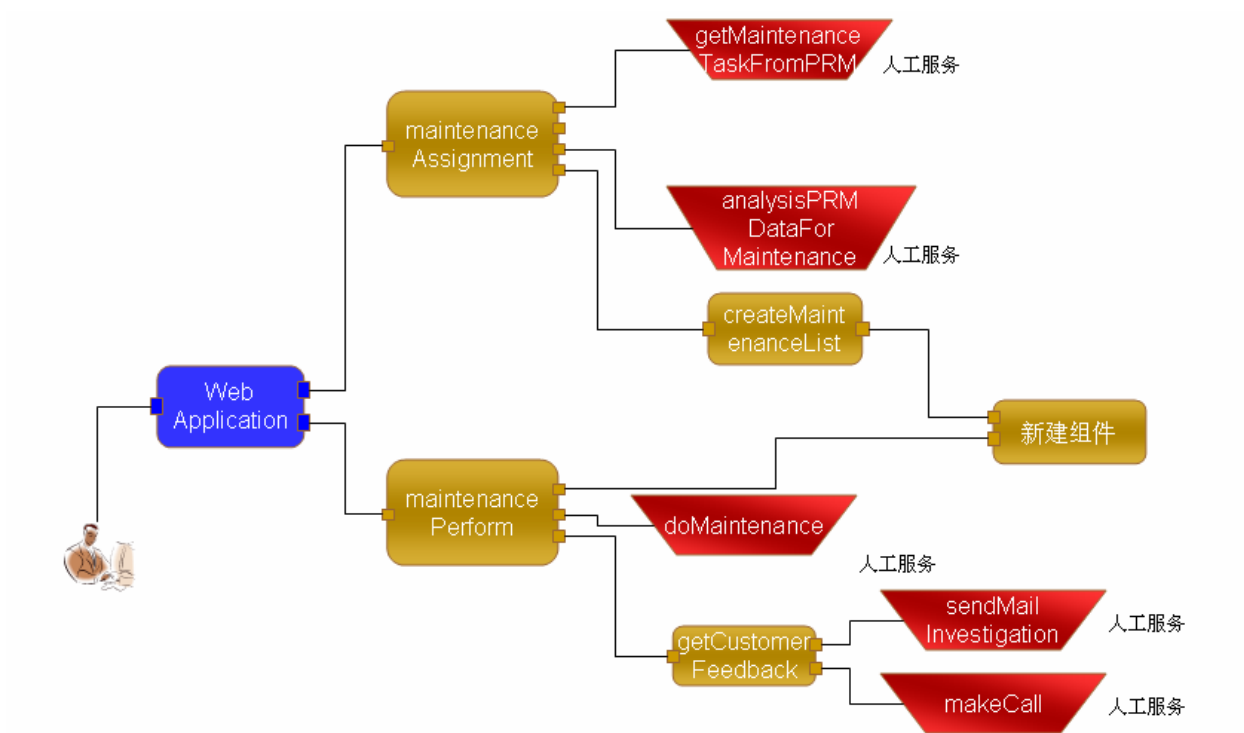 getMaintenance
TaskFromPRM
人工服务
maintenance
Assignment
analysisPRM
DataFor
Maintenance
人工服务
createMaint
enanceList
Web
Application
新建组件
maintenance
Perform
doMaintenance
人工服务
sendMail
Investigation
人工服务
getCustomer
Feedback
makeCall
人工服务